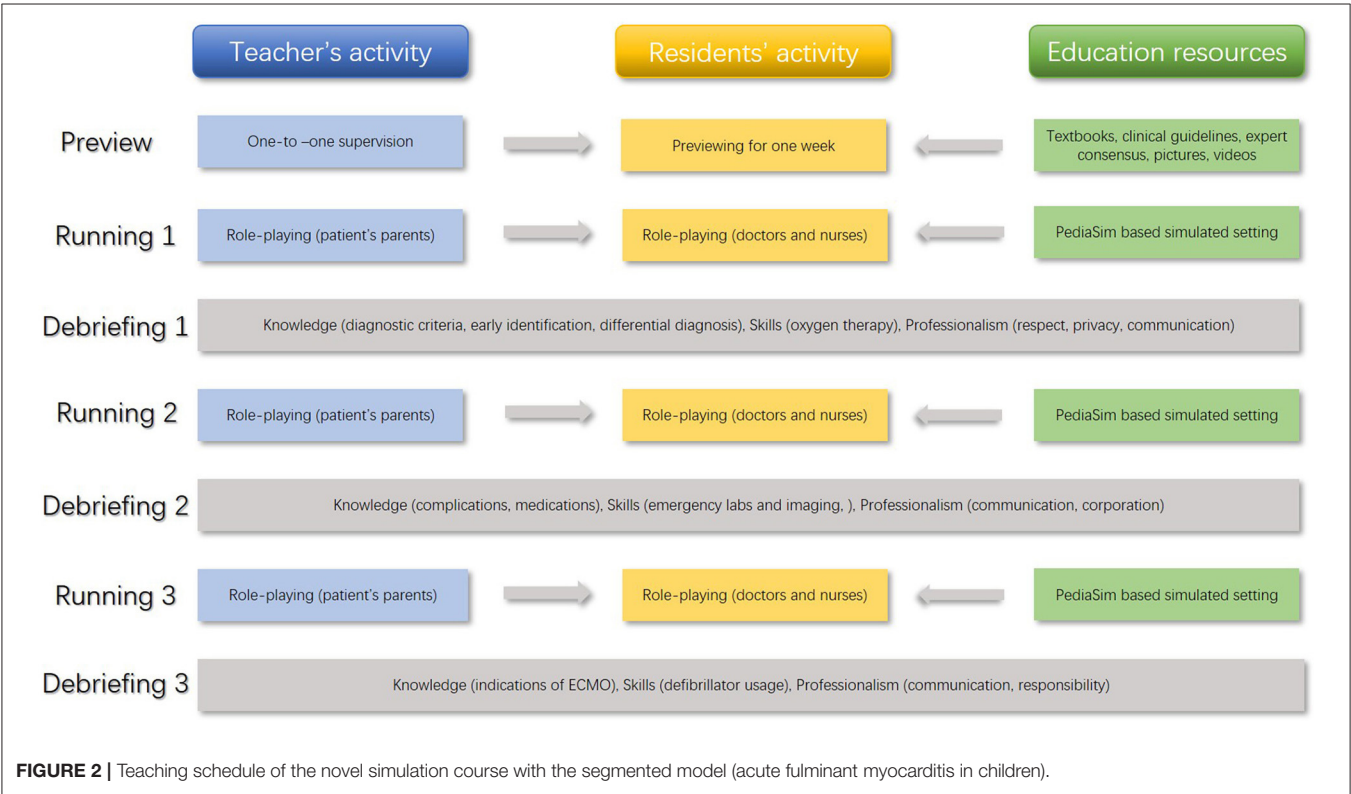 Teacher's activity
Residents' activity
Education resources
Preview
One-to –one supervision
Previewing for one week
Textbooks, clinical guidelines, expert
consensus, pictures, videos
Running 1
Role-playing (patient's parents)
Role-playing (doctors and nurses)
PediaSim based simulated setting
Debriefing 1
Knowledge (diagnostic criteria, early identification, differential diagnosis), Skills (oxygen therapy), Professionalism (respect, privacy, communication)
Running 2
Role-playing (patient's parents)
Role-playing (doctors and nurses)
PediaSim based simulated setting
Debriefing 2
Knowledge (complications, medications), Skills (emergency labs and imaging, ), Professionalism (communication, corporation)
Running 3
Role-playing (patient's parents)
Role-playing (doctors and nurses)
PediaSim based simulated setting
Debriefing 3
Knowledge (indications of ECMO), Skills (defibrillator usage), Professionalism (communication, responsibility)
FIGURE 2 | Teaching schedule of the novel simulation course with the segmented model (acute fulminant myocarditis in children).